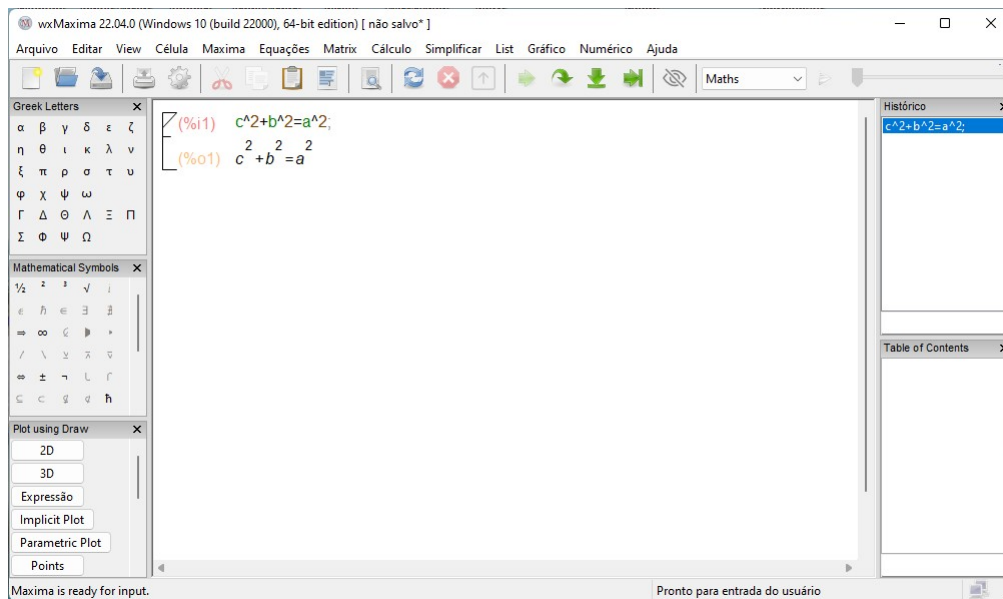 wxMaxima 22.04.0 (Windows 10 (build 22000), 64-bit edition) [ não salvo* ]
Arquivo Editar View Célula Maxima Equações Matrix Cálculo Simplificar List Gráfico Numérico Ajuda
Maths
Greek Letters
α β γ δ ε ζ
η θ ι κ λ ν
ξ π ρ σ τ υ
φ χ ψ ω
Γ Δ Θ Λ Ξ Π
Σ Φ Ψ Ω
Mathematical Symbols
½ ² ³ √
ℏ ∈ ∃ ∄
⇒ ∞
/ \ ⊻ ⊼ ⊽
⇔ ± ¬
⊆ ⊂ ⊄ ħ
Plot using Draw
2D
3D
Expressão
Implicit Plot
Parametric Plot
Points
(%i1) c^2+b^2=a^2;
(%o1) c²+b²=a²
Histórico
c^2+b^2=a^2;
Table of Contents
Maxima is ready for input.
Pronto para entrada do usuário